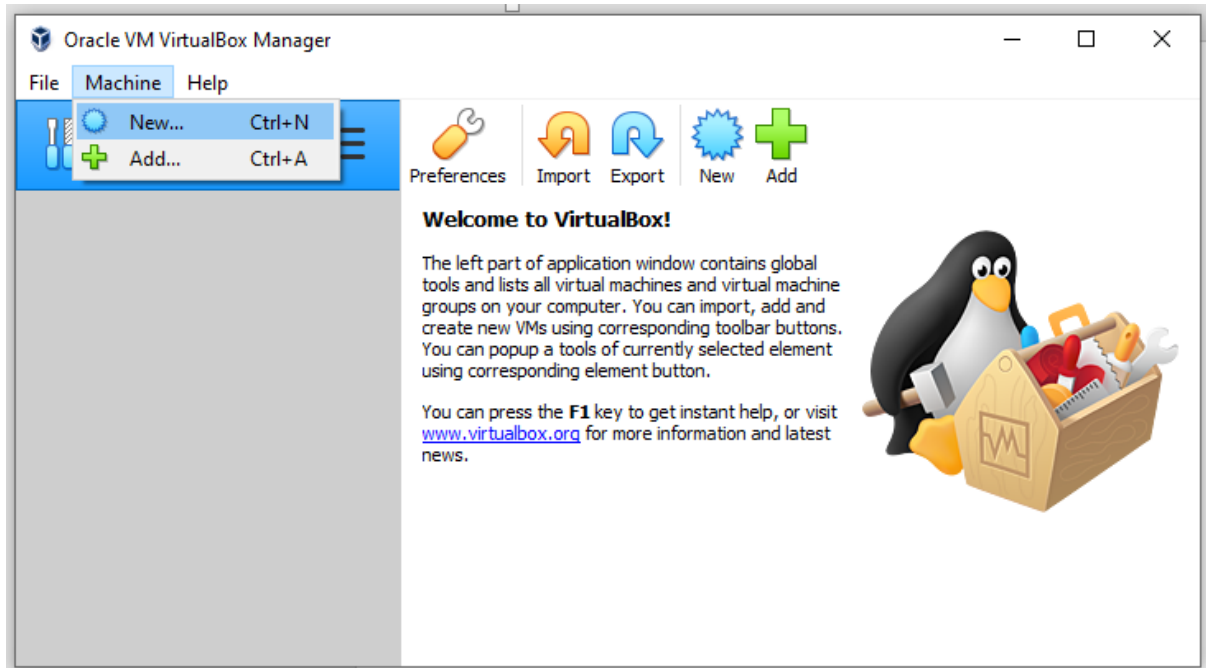 Oracle VM VirtualBox Manager
File Machine Help
New... Ctrl+N
Add... Ctrl+A
Preferences Import Export New Add
Welcome to VirtualBox!
The left part of application window contains global
tools and lists all virtual machines and virtual machine
groups on your computer. You can import, add and
create new VMs using corresponding toolbar buttons.
You can popup a tools of currently selected element
using corresponding element button.
You can press the F1 key to get instant help, or visit
www.virtualbox.org for more information and latest
news.